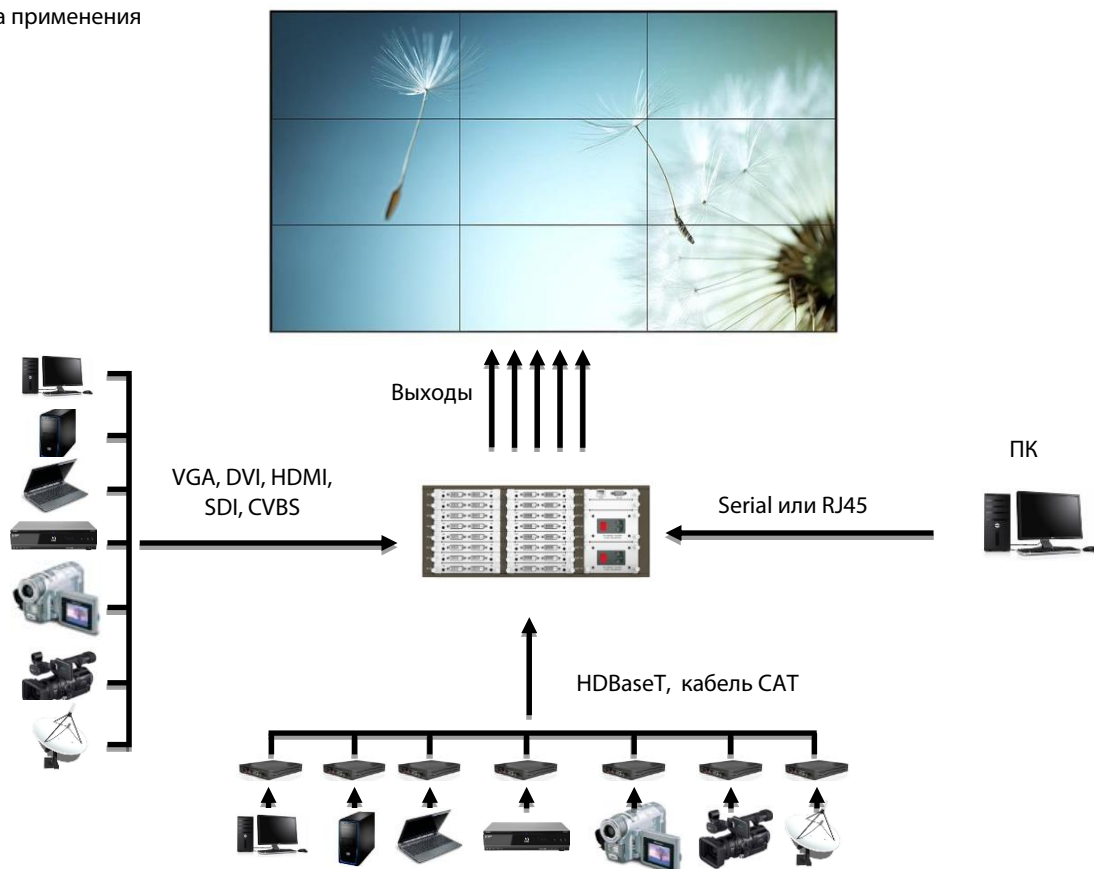 а применения
Выходы
VGA, DVI, HDMI,
SDI, CVBS
ПК
Serial или RJ45
HDBaseT, кабель CAT